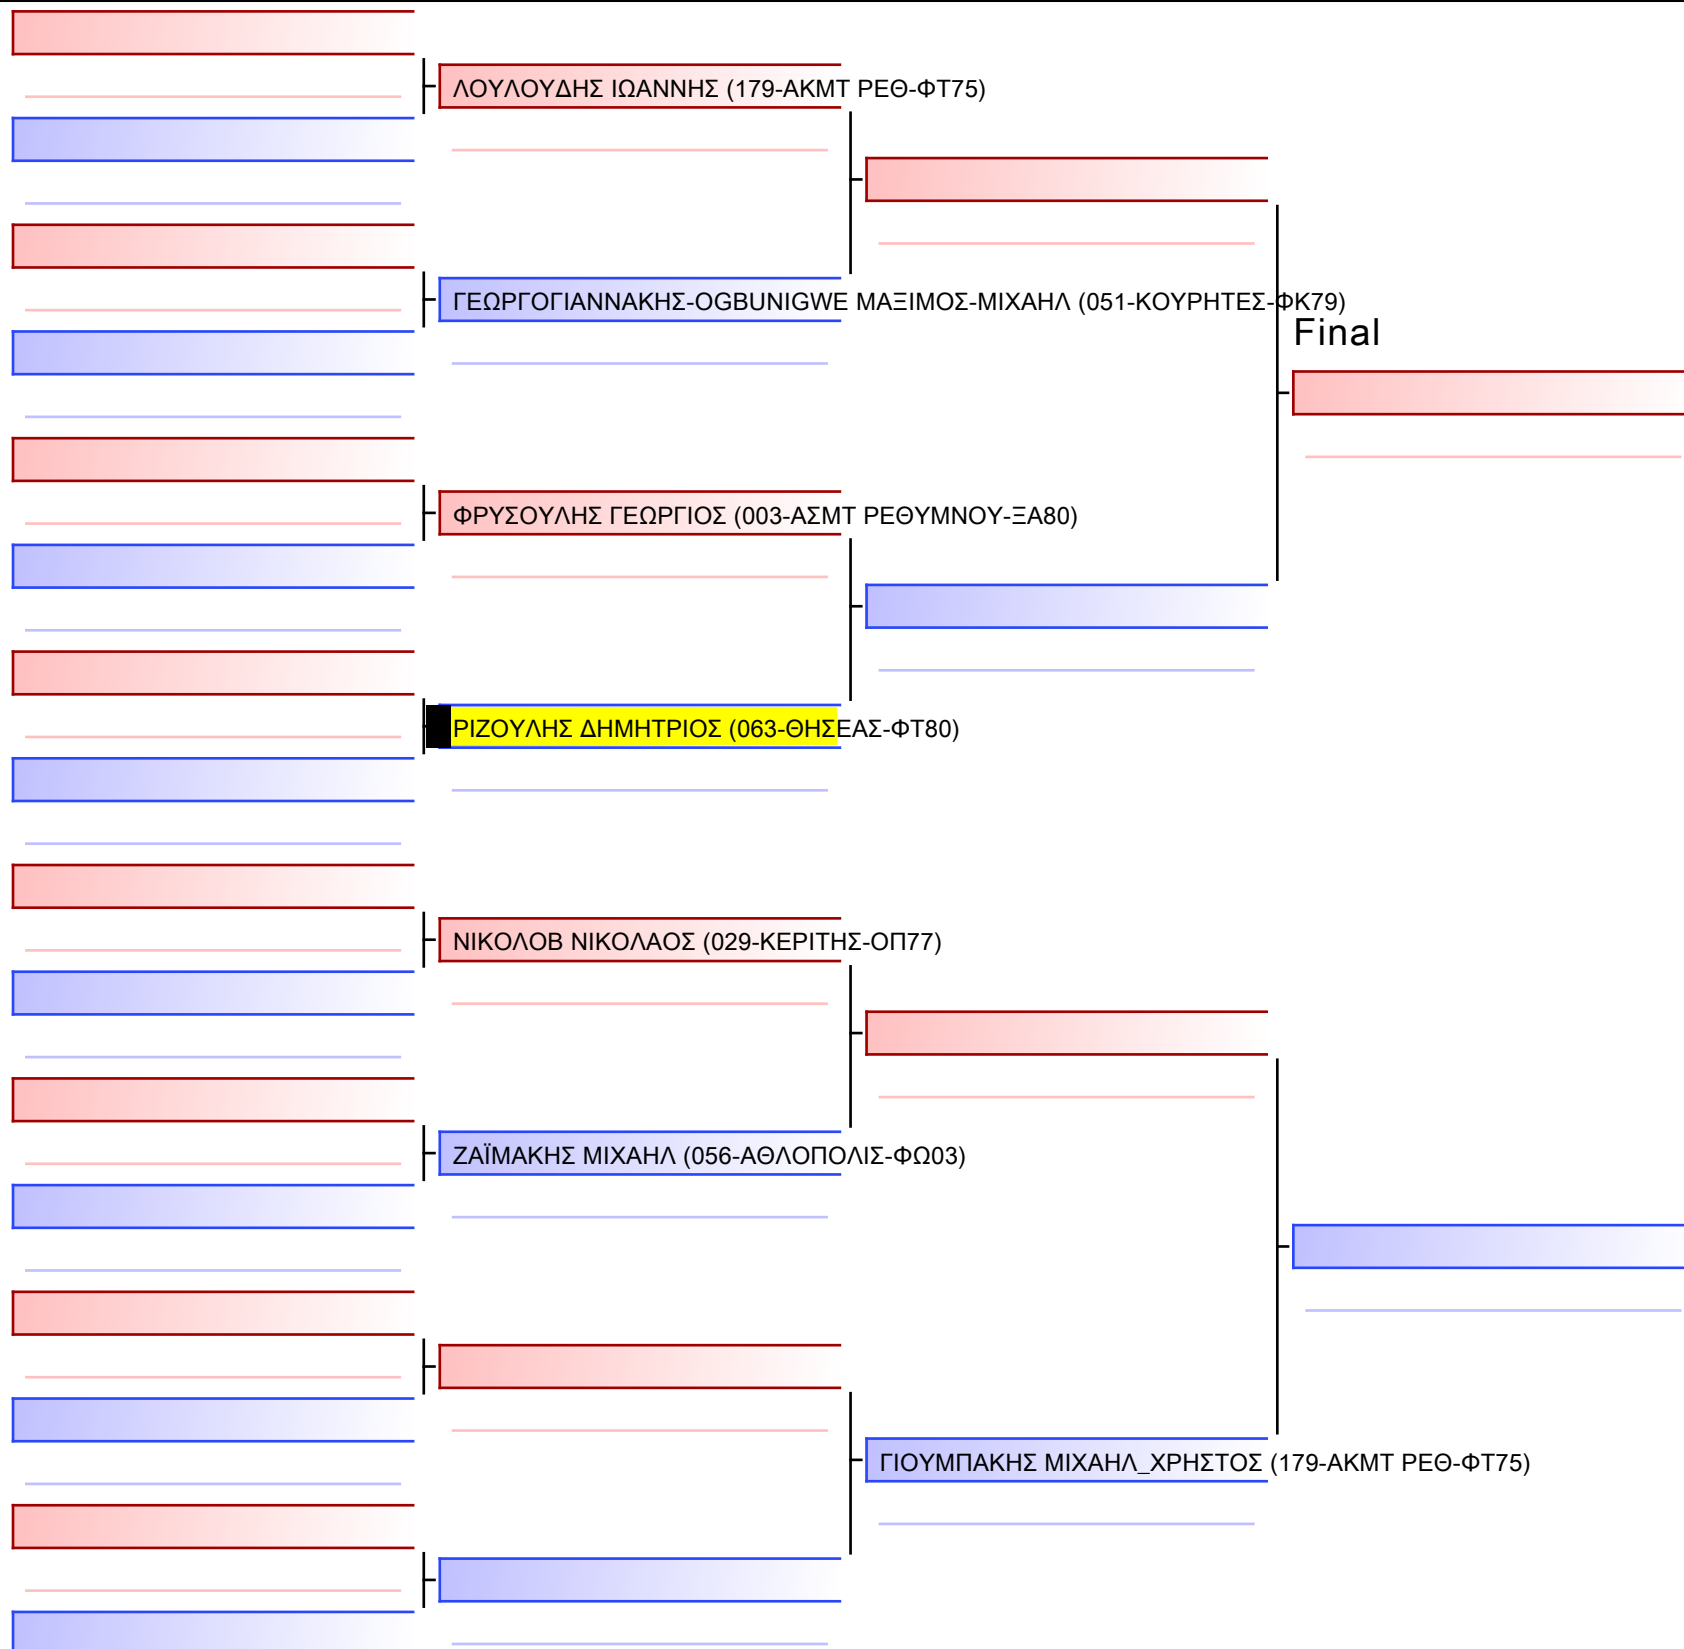 ΛΟΥΛΟΥΔΗΣ ΙΩΑΝΝΗΣ (179-ΑΚΜΤ ΡΕΘ-ΦΤ75)
ΓΕΩΡΓΟΓΙΑΝΝΑΚΗΣ-OGBUNIGWE ΜΑΞΙΜΟΣ-ΜΙΧΑΗΛ (051-ΚΟΥΡΗΤΕΣ-ΦΚ79)
Final
ΦΡΥΣΟΥΛΗΣ ΓΕΩΡΓΙΟΣ (003-ΑΣΜΤ ΡΕΘΥΜΝΟΥ-ΞΑ80)
ΡΙΖΟΥΛΗΣ ΔΗΜΗΤΡΙΟΣ (063-ΘΗΣΕΑΣ-ΦΤ80)
ΝΙΚΟΛΟΒ ΝΙΚΟΛΑΟΣ (029-ΚΕΡΙΤΗΣ-ΟΠ77)
ΖΑΪΜΑΚΗΣ ΜΙΧΑΗΛ (056-ΑΘΛΟΠΟΛΙΣ-ΦΩ03)
ΓΙΟΥΜΠΑΚΗΣ ΜΙΧΑΗΛ_ΧΡΗΣΤΟΣ (179-ΑΚΜΤ ΡΕΘ-ΦΤ75)